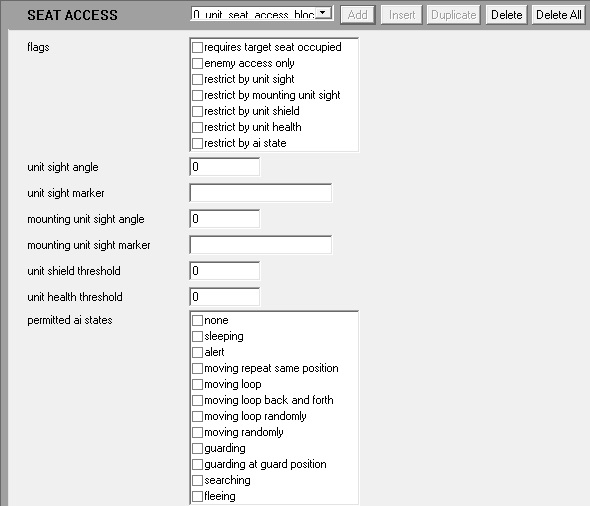 SEAT ACCESS 0 unit_seat_access_bloc Add Insert Duplicate Delete Delete All
flags
requires target seat occupied
enemy access only
restrict by unit sight
restrict by mounting unit sight
restrict by unit shield
restrict by unit health
restrict by ai state
unit sight angle 0
unit sight marker
mounting unit sight angle 0
mounting unit sight marker
unit shield threshold 0
unit health threshold 0
permitted ai states
none
sleeping
alert
moving repeat same position
moving loop
moving loop back and forth
moving loop randomly
moving randomly
guarding
guarding at guard position
searching
fleeing